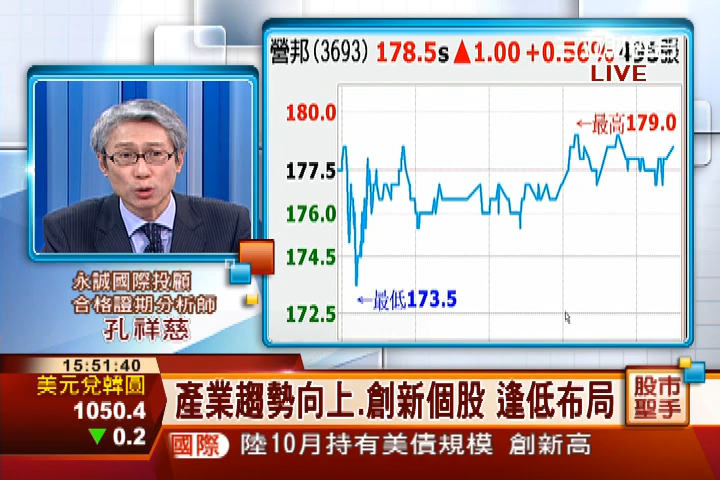 營邦(3693) 178.5s▲1.00 +0.56% 495張
LIVE
180.0
177.5
176.0
174.5
172.5
←最高179.0
←最低173.5
永誠國際投顧
合格證期分析師
孔祥慈
15:51:40
美元兌韓圜
1050.4
▼0.2
產業趨勢向上.創新個股 逢低布局
股市
聖手
國際 陸10月持有美債規模 創新高